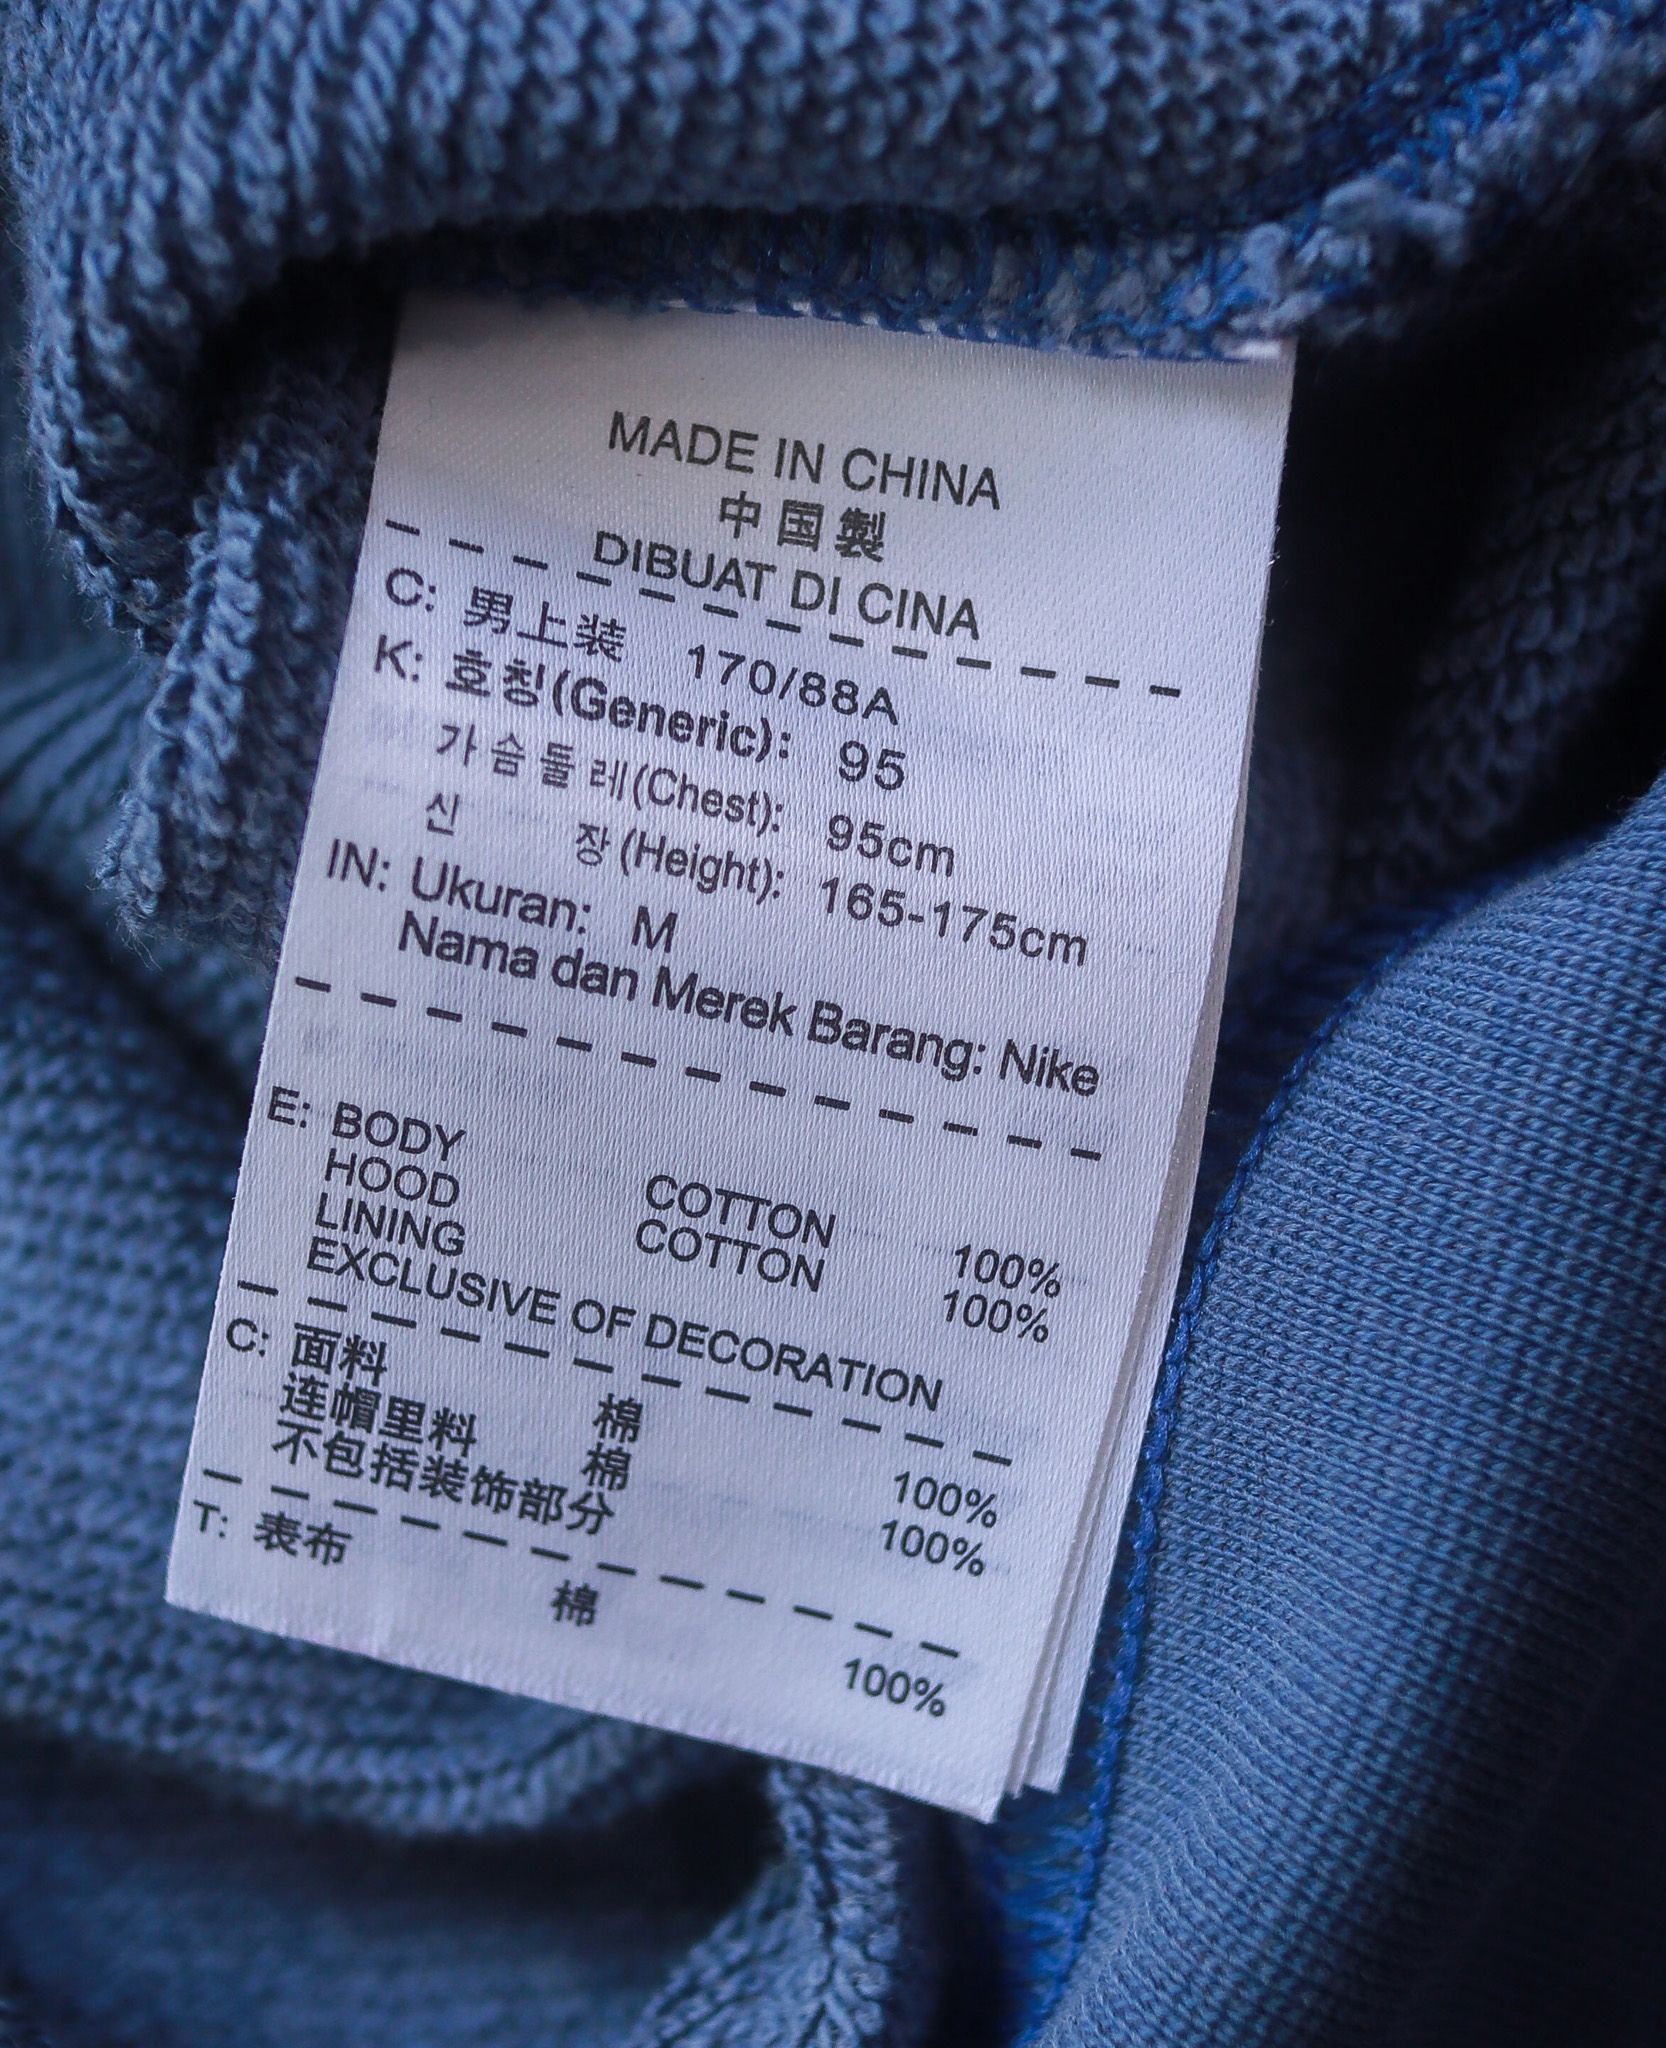 MADE IN CHINA
中国製
DIBUAT DI CINA
C: 男上装 170/88A
K: 호칭(Generic): 95
가슴둘레(Chest): 95cm
신 장(Height): 165-175cm
IN: Ukuran: M
Nama dan Merek Barang: Nike
E: BODY COTTON 100%
HOOD LINING COTTON 100%
EXCLUSIVE OF DECORATION
C: 面料 棉 100%
连帽里料 棉 100%
不包括装饰部分
T: 表布 棉 100%